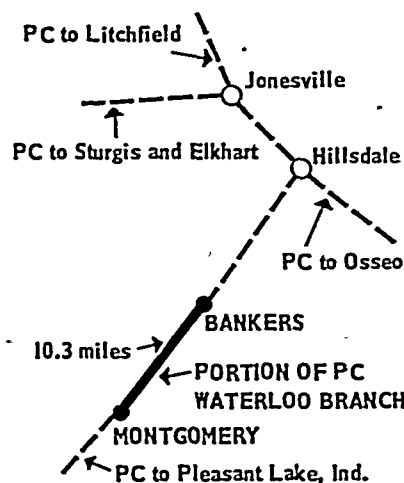 PC to Litchfield
Jonesville
PC to Sturgis and Elkhart
Hillsdale
PC to Osseo
BANKERS
10.3 miles
PORTION OF PC
WATERLOO BRANCH
MONTGOMERY
PC to Pleasant Lake, Ind.